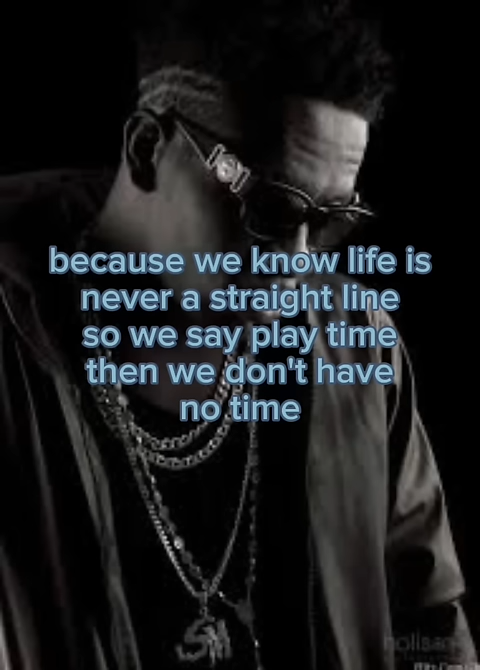 because we know life is
never a straight line
so we say play time
then we don't have
no time
SM